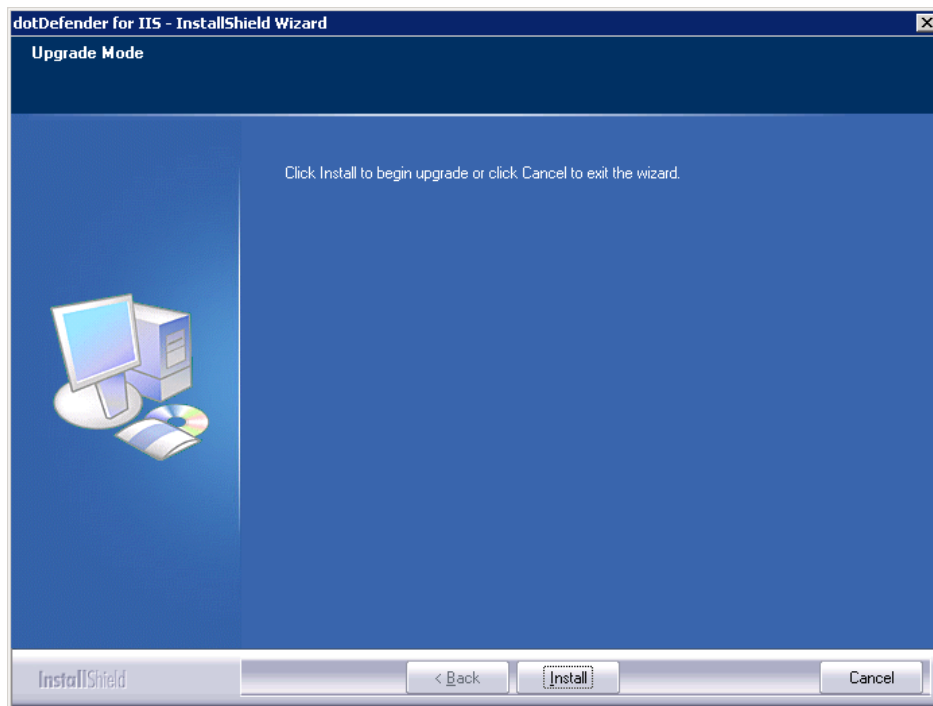 dotDefender for IIS - InstallShield Wizard
Upgrade Mode
Click Install to begin upgrade or click Cancel to exit the wizard.
InstallShield
< Back
Install
Cancel